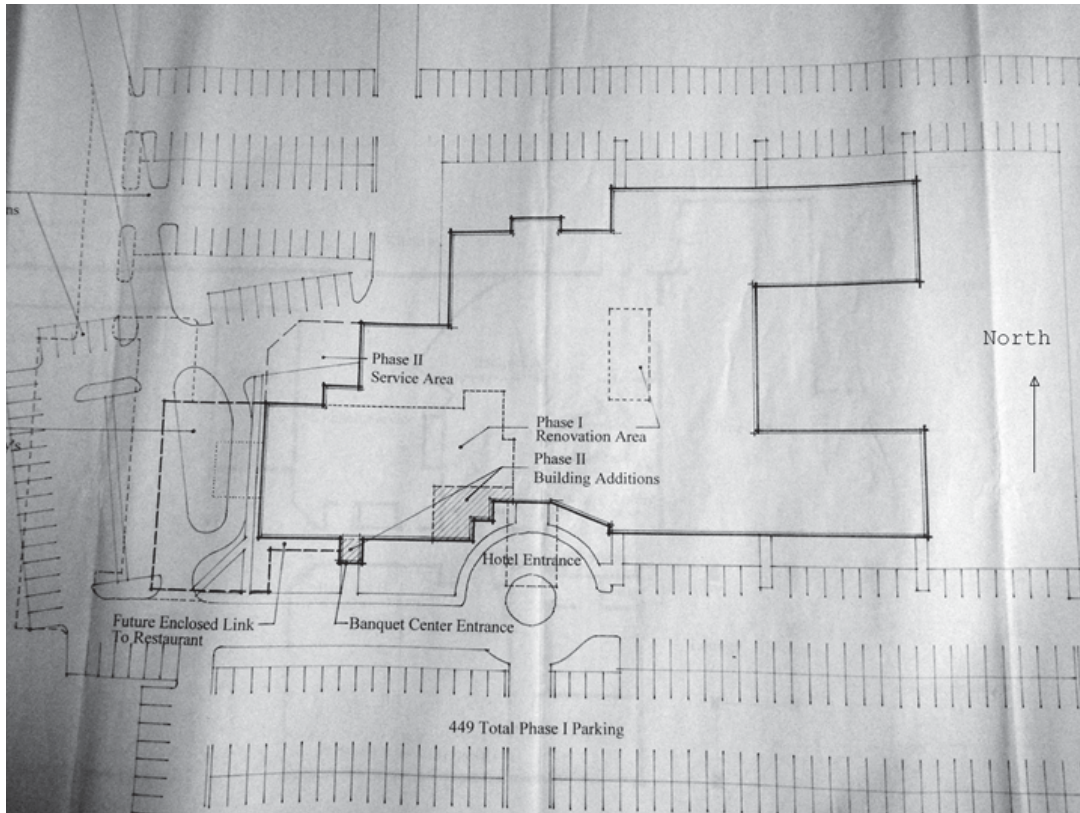 ns
Phase II
Service Area
North
Phase I
Renovation Area
Phase II
Building Additions
Hotel Entrance
Future Enclosed Link
To Restaurant
Banquet Center Entrance
449 Total Phase I Parking